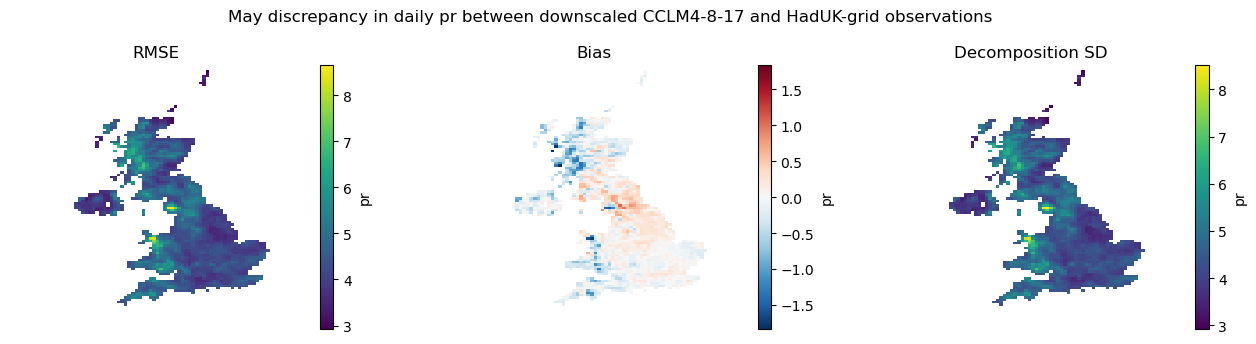 May discrepancy in daily pr between downscaled CCLM4-8-17 and HadUK-grid observations
RMSE
8
7
6
5
4
3
pr
Bias
1.5
1.0
0.5
0.0
−0.5
−1.0
−1.5
pr
Decomposition SD
8
7
6
5
4
3
pr